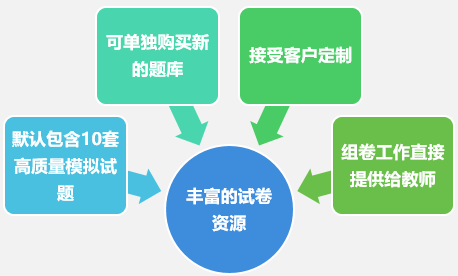 可单独购买新
的题库
接受客户定制
默认包含10套
高质量模拟试
题
组卷工作直接
提供给教师
丰富的试卷
资源